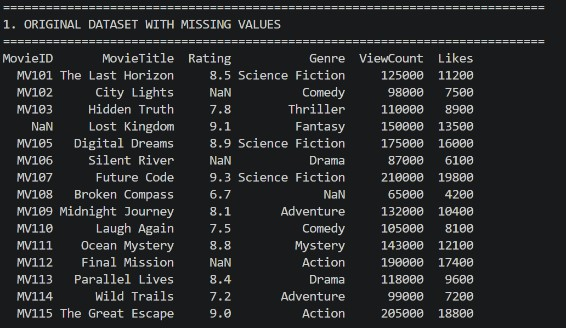 ======================================================================
1. ORIGINAL DATASET WITH MISSING VALUES
======================================================================
MovieID MovieTitle Rating Genre ViewCount Likes
MV101 The Last Horizon 8.5 Science Fiction 125000 11200
MV102 City Lights NaN Comedy 98000 7500
MV103 Hidden Truth 7.8 Thriller 110000 8900
NaN Lost Kingdom 9.1 Fantasy 150000 13500
MV105 Digital Dreams 8.9 Science Fiction 175000 16000
MV106 Silent River NaN Drama 87000 6100
MV107 Future Code 9.3 Science Fiction 210000 19800
MV108 Broken Compass 6.7 NaN 65000 4200
MV109 Midnight Journey 8.1 Adventure 132000 10400
MV110 Laugh Again 7.5 Comedy 105000 8100
MV111 Ocean Mystery 8.8 Mystery 143000 12100
MV112 Final Mission NaN Action 190000 17400
MV113 Parallel Lives 8.4 Drama 118000 9600
MV114 Wild Trails 7.2 Adventure 99000 7200
MV115 The Great Escape 9.0 Action 205000 18800